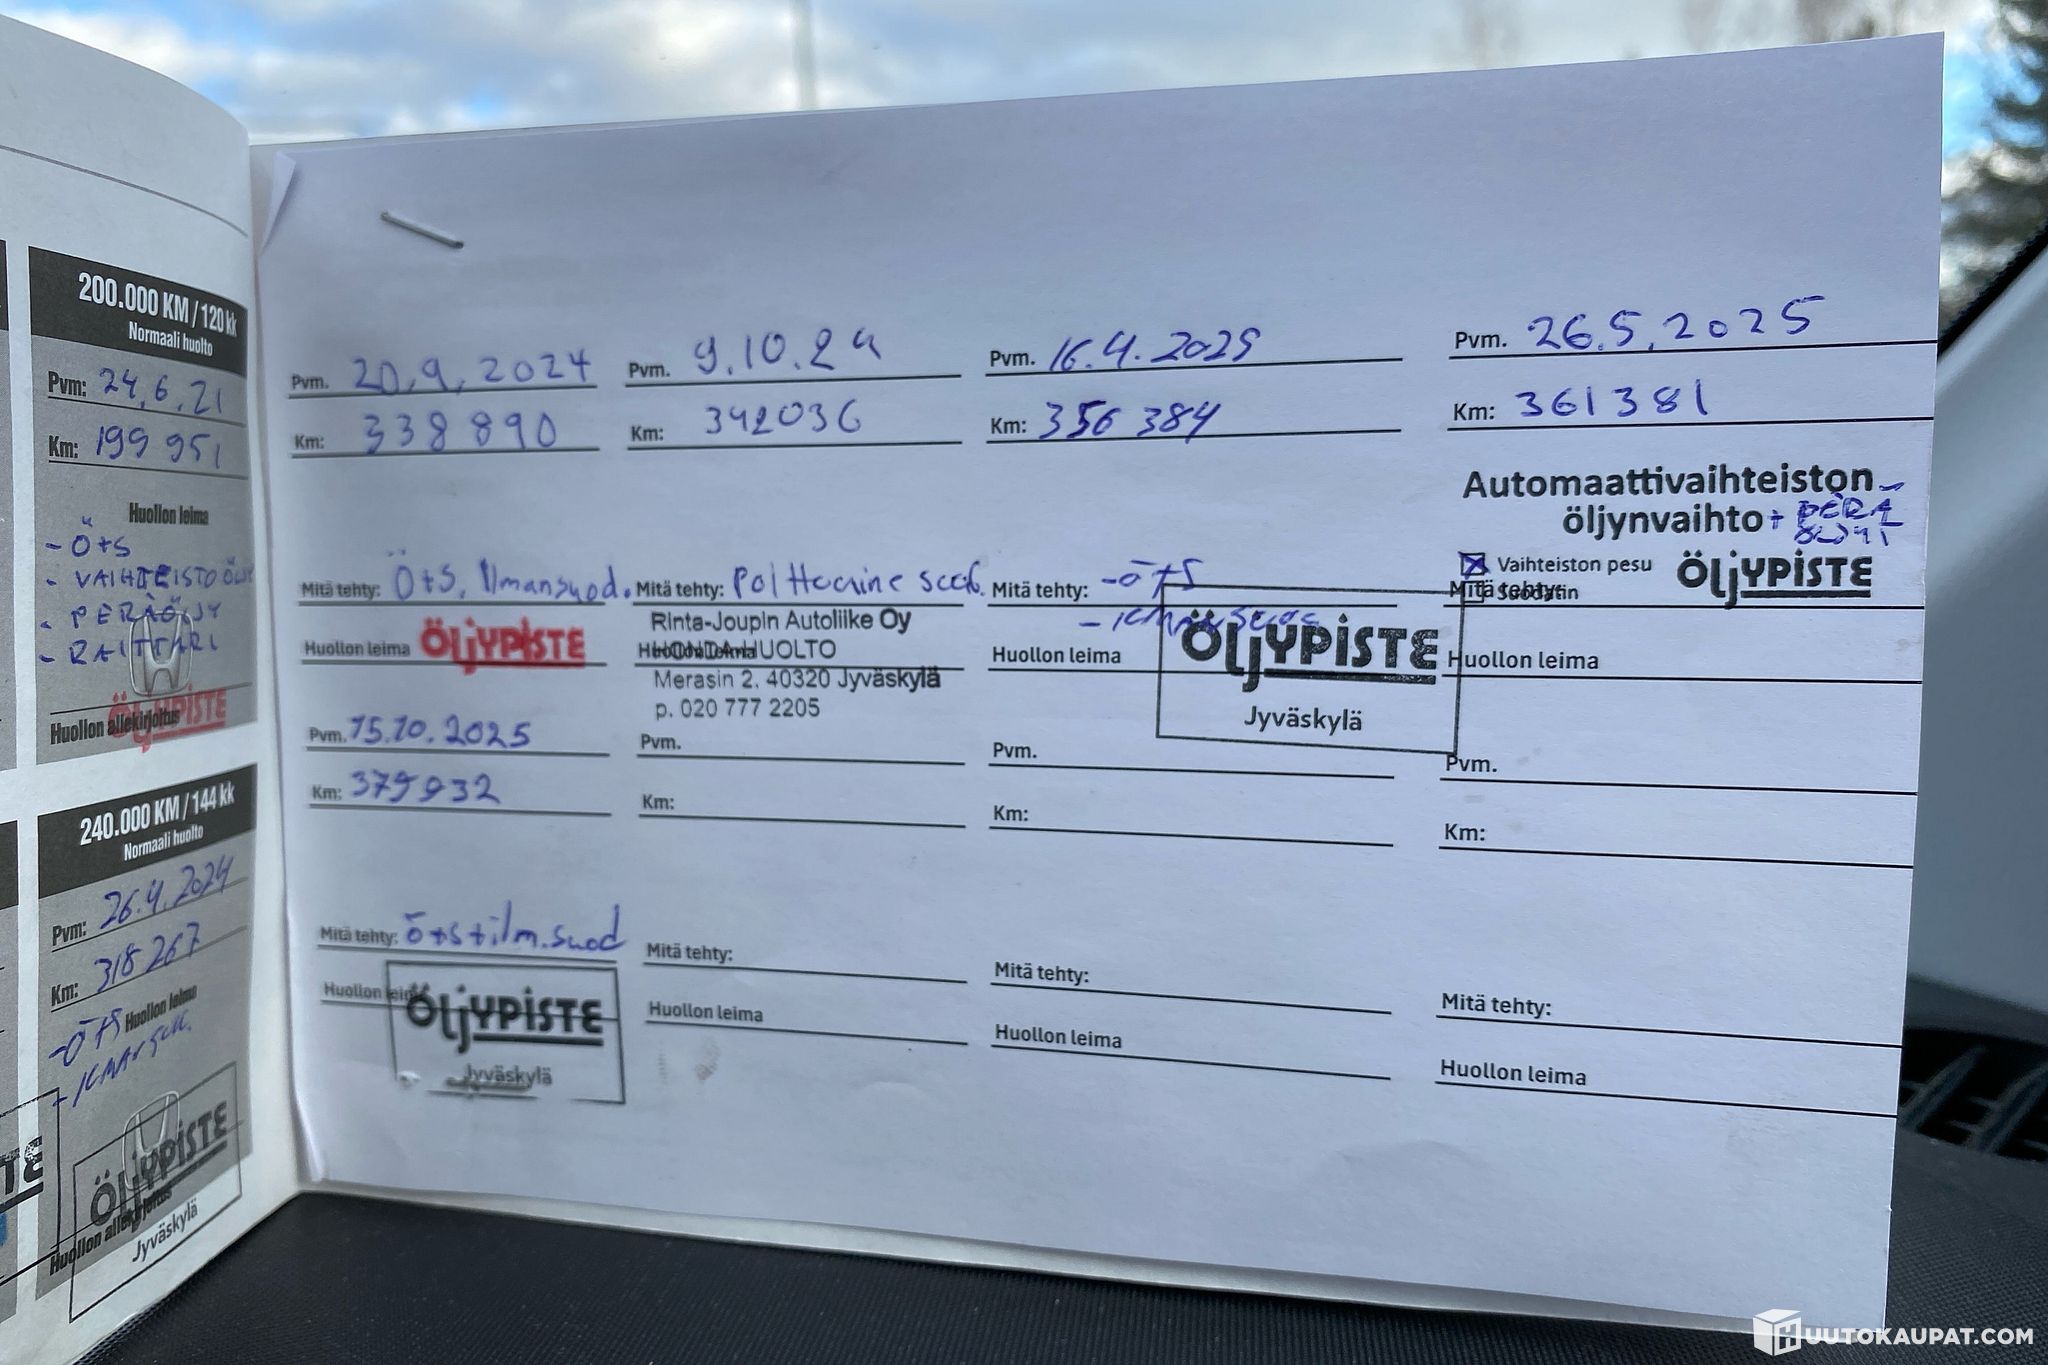 200.000 KM / 120 kk
Normaali huolto
Pvm: 24.6.21
Km: 199 951
Huollon leima
- Ö+S
- VAIHTEISTOÖLJY
- PERÄÖLJY
- RAITTARI
ÖLJYPISTE
Huollon allekirjoitus
240.000 KM / 144 kk
Normaali huolto
Pvm: 26.4.2024
Km: 318 267
Huollon leima
- Ö+S
ÖLJYPISTE
Huollon allekirjoitus
Jyväskylä
Pvm. 20.9.2024
Km: 338890
Mitä tehty: Ö+S, Ilmansuod.
Huollon leima ÖLJYPISTE
Pvm. 9.10.24
Km: 342036
Mitä tehty: Polttoaine suod.
Rinta-Joupin Autoliike Oy
Huollon leima
HONDA HUOLTO
Merasin 2, 40320 Jyväskylä
p. 020 777 2205
Pvm. 16.4.2025
Km: 356 384
Mitä tehty: -Ö+S
Huollon leima ÖLJYPISTE
Jyväskylä
Pvm. 26.5.2025
Km: 361381
Automaattivaihteiston
öljynvaihto + PERÄ
ÖLJY
Vaihteiston pesu ÖLJYPISTE
Suodatin
Mitä tehty:
Huollon leima
Pvm. 15.10.2025
Km: 379932
Mitä tehty: Ö+S+ilm.suod
Huollon leima ÖLJYPISTE
Jyväskylä
Pvm.
Km:
Mitä tehty:
Huollon leima
Pvm.
Km:
Mitä tehty:
Huollon leima
Pvm.
Km:
Mitä tehty:
Huollon leima
HUUTOKAUPAT.COM